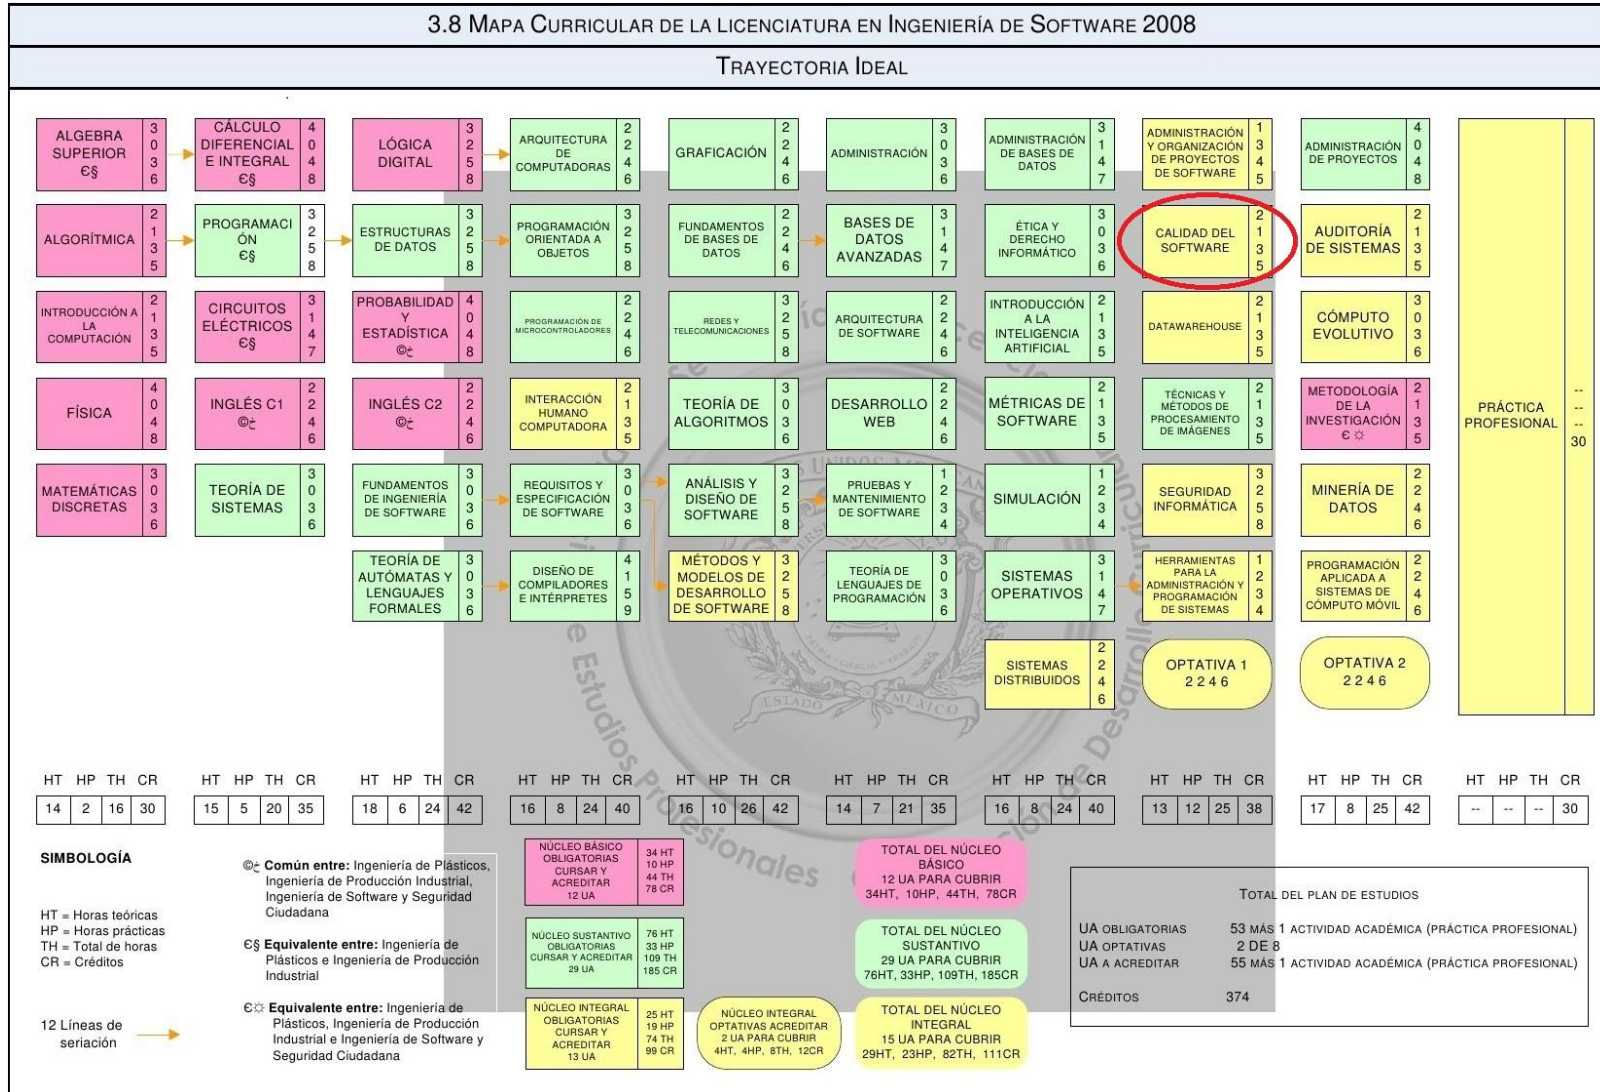 3.8 MAPA CURRICULAR DE LA LICENCIATURA EN INGENIERÍA DE SOFTWARE 2008
TRAYECTORIA IDEAL
ALGEBRA
SUPERIOR
Є§
3
0
3
6
CÁLCULO
DIFERENCIAL
E INTEGRAL
Є§
4
0
4
8
LÓGICA
DIGITAL
3
2
5
8
ARQUITECTURA
DE
COMPUTADORAS
2
2
4
6
GRAFICACIÓN
2
2
4
6
ADMINISTRACIÓN
3
0
3
6
ADMINISTRACIÓN
DE BASES DE
DATOS
3
1
4
7
ADMINISTRACIÓN
Y ORGANIZACIÓN
DE PROYECTOS
DE SOFTWARE
1
3
4
5
ADMINISTRACIÓN
DE PROYECTOS
4
0
4
8
PRÁCTICA
PROFESIONAL
--
--
--
30
ALGORÍTMICA
2
1
3
5
PROGRAMACI
ÓN
Є§
3
2
5
8
ESTRUCTURAS
DE DATOS
3
2
5
8
PROGRAMACIÓN
ORIENTADA A
OBJETOS
3
2
5
8
FUNDAMENTOS
DE BASES DE
DATOS
2
2
4
6
BASES DE
DATOS
AVANZADAS
3
1
4
7
ÉTICA Y
DERECHO
INFORMÁTICO
3
0
3
6
CALIDAD DEL
SOFTWARE
2
1
3
5
AUDITORÍA
DE SISTEMAS
2
1
3
5
INTRODUCCIÓN A
LA
COMPUTACIÓN
2
1
3
5
CIRCUITOS
ELÉCTRICOS
Є§
3
1
4
7
PROBABILIDAD
Y
ESTADÍSTICA
©خ
4
0
4
8
PROGRAMACIÓN DE
MICROCONTROLADORES
2
2
4
6
REDES Y
TELECOMUNICACIONES
3
2
5
8
ARQUITECTURA
DE SOFTWARE
2
2
4
6
INTRODUCCIÓN
A LA
INTELIGENCIA
ARTIFICIAL
2
1
3
5
DATAWAREHOUSE
2
1
3
5
CÓMPUTO
EVOLUTIVO
3
0
3
6
FÍSICA
4
0
4
8
INGLÉS C1
©خ
2
2
4
6
INGLÉS C2
©خ
2
2
4
6
INTERACCIÓN
HUMANO
COMPUTADORA
2
1
3
5
TEORÍA DE
ALGORITMOS
3
0
3
6
DESARROLLO
WEB
2
2
4
6
MÉTRICAS DE
SOFTWARE
2
1
3
5
TÉCNICAS Y
MÉTODOS DE
PROCESAMIENTO
DE IMÁGENES
2
1
3
5
METODOLOGÍA
DE LA
INVESTIGACIÓN
Є☼
2
1
3
5
MATEMÁTICAS
DISCRETAS
3
0
3
6
TEORÍA DE
SISTEMAS
3
0
3
6
FUNDAMENTOS
DE INGENIERÍA
DE SOFTWARE
3
0
3
6
REQUISITOS Y
ESPECIFICACIÓN
DE SOFTWARE
3
0
3
6
ANÁLISIS Y
DISEÑO DE
SOFTWARE
3
2
5
8
PRUEBAS Y
MANTENIMIENTO
DE SOFTWARE
1
2
3
4
SIMULACIÓN
1
2
3
4
SEGURIDAD
INFORMÁTICA
3
2
5
8
MINERÍA DE
DATOS
2
2
4
6
TEORÍA DE
AUTÓMATAS Y
LENGUAJES
FORMALES
3
0
3
6
DISEÑO DE
COMPILADORES
E INTÉRPRETES
4
1
5
9
MÉTODOS Y
MODELOS DE
DESARROLLO
DE SOFTWARE
3
2
5
8
TEORÍA DE
LENGUAJES DE
PROGRAMACIÓN
3
0
3
6
SISTEMAS
OPERATIVOS
3
1
4
7
HERRAMIENTAS
PARA LA
ADMINISTRACIÓN Y
PROGRAMACIÓN
DE SISTEMAS
1
2
3
4
PROGRAMACIÓN
APLICADA A
SISTEMAS DE
CÓMPUTO MÓVIL
2
2
4
6
SISTEMAS
DISTRIBUIDOS
2
2
4
6
OPTATIVA 1
2 2 4 6
OPTATIVA 2
2 2 4 6
HT HP TH CR HT HP TH CR HT HP TH CR HT HP TH CR HT HP TH CR HT HP TH CR HT HP TH CR HT HP TH CR HT HP TH CR HT HP TH CR
14 2 16 30 15 5 20 35 18 6 24 42 16 8 24 40 16 10 26 42 14 7 21 35 16 8 24 40 13 12 25 38 17 8 25 42 -- -- -- 30
SIMBOLOGÍA
HT = Horas teóricas
HP = Horas prácticas
TH = Total de horas
CR = Créditos
12 Líneas de
seriación
©خ Común entre: Ingeniería de Plásticos,
Ingeniería de Producción Industrial,
Ingeniería de Software y Seguridad
Ciudadana
Є§ Equivalente entre: Ingeniería de
Plásticos e Ingeniería de Producción
Industrial
Є☼ Equivalente entre: Ingeniería de
Plásticos, Ingeniería de Producción
Industrial e Ingeniería de Software y
Seguridad Ciudadana
NÚCLEO BÁSICO
OBLIGATORIAS
CURSAR Y
ACREDITAR
12 UA
34 HT
10 HP
44 TH
78 CR
TOTAL DEL NÚCLEO
BÁSICO
12 UA PARA CUBRIR
34HT, 10HP, 44TH, 78CR
NÚCLEO SUSTANTIVO
OBLIGATORIAS
CURSAR Y ACREDITAR
29 UA
76 HT
33 HP
109 TH
185 CR
TOTAL DEL NÚCLEO
SUSTANTIVO
29 UA PARA CUBRIR
76HT, 33HP, 109TH, 185CR
NÚCLEO INTEGRAL
OBLIGATORIAS
CURSAR Y
ACREDITAR
13 UA
25 HT
19 HP
74 TH
99 CR
NÚCLEO INTEGRAL
OPTATIVAS ACREDITAR
2 UA PARA CUBRIR
4HT, 4HP, 8TH, 12CR
TOTAL DEL NÚCLEO
INTEGRAL
15 UA PARA CUBRIR
29HT, 23HP, 82TH, 111CR
TOTAL DEL PLAN DE ESTUDIOS
UA OBLIGATORIAS 53 MÁS 1 ACTIVIDAD ACADÉMICA (PRÁCTICA PROFESIONAL)
UA OPTATIVAS 2 DE 8
UA A ACREDITAR 55 MÁS 1 ACTIVIDAD ACADÉMICA (PRÁCTICA PROFESIONAL)
CRÉDITOS 374
e Estudios Profesionales
ción de Desarrollo
ESTADO
MÉXICO